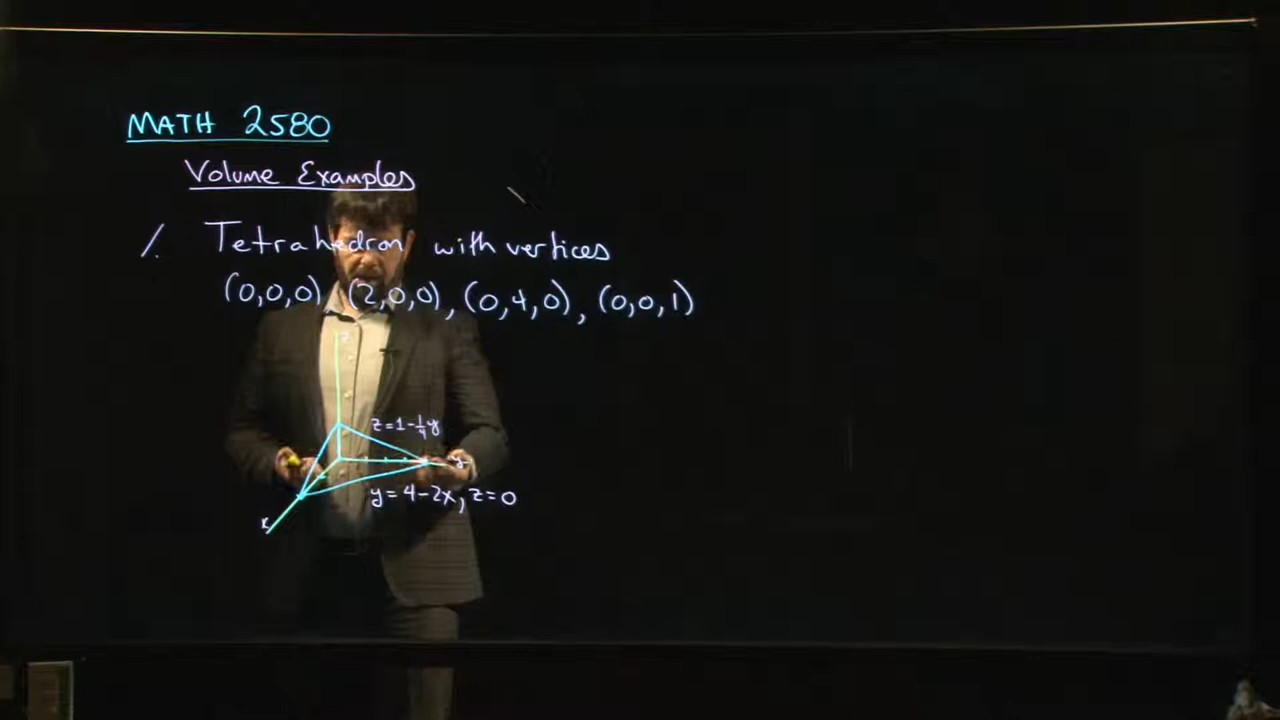 MATH 2580
Volume Examples
1. Tetrahedron with vertices
(0,0,0), (2,0,0), (0,4,0), (0,0,1)
z
z=1-¼y
y
y=4-2x, z=0
x